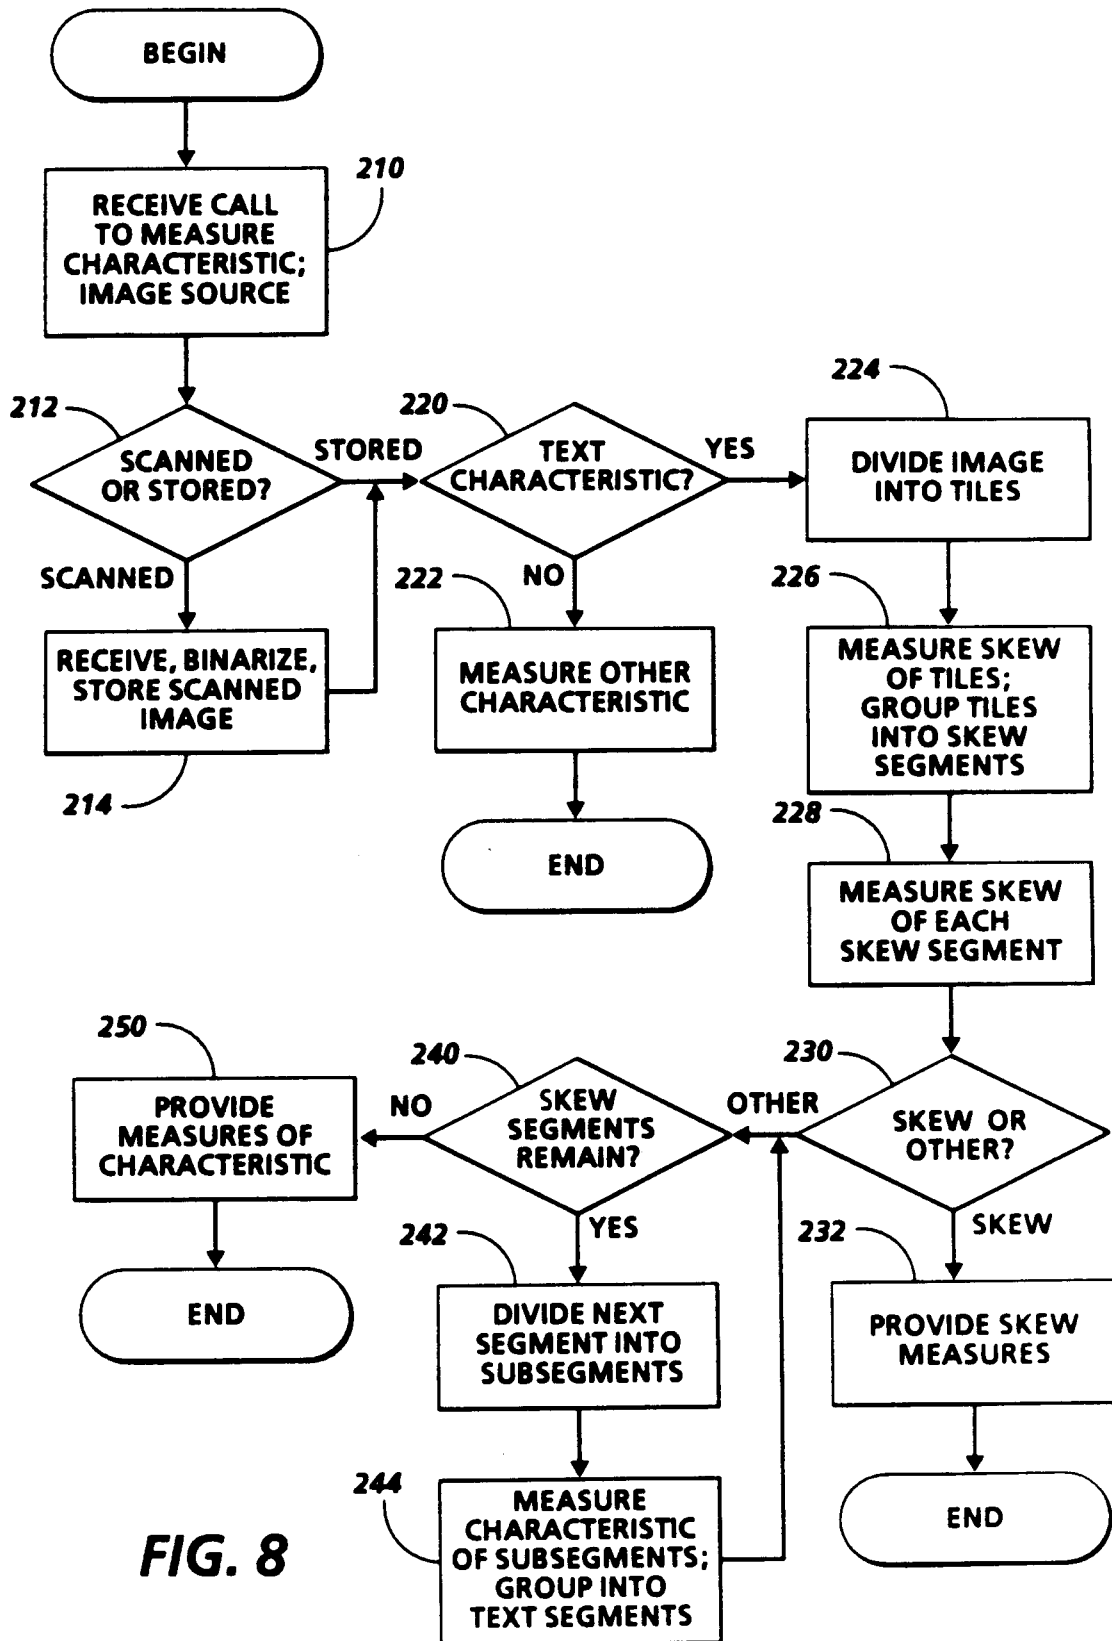 BEGIN
210
RECEIVE CALL
TO MEASURE
CHARACTERISTIC;
IMAGE SOURCE
212
SCANNED
OR STORED?
STORED
SCANNED
RECEIVE, BINARIZE,
STORE SCANNED
IMAGE
214
220
TEXT
CHARACTERISTIC?
YES
NO
222
MEASURE OTHER
CHARACTERISTIC
END
224
DIVIDE IMAGE
INTO TILES
226
MEASURE SKEW
OF TILES;
GROUP TILES
INTO SKEW
SEGMENTS
228
MEASURE SKEW
OF EACH
SKEW SEGMENT
230
SKEW OR
OTHER?
OTHER
SKEW
232
PROVIDE SKEW
MEASURES
END
240
SKEW
SEGMENTS
REMAIN?
NO
YES
250
PROVIDE
MEASURES OF
CHARACTERISTIC
END
242
DIVIDE NEXT
SEGMENT INTO
SUBSEGMENTS
244
MEASURE
CHARACTERISTIC
OF SUBSEGMENTS;
GROUP INTO
TEXT SEGMENTS
FIG. 8